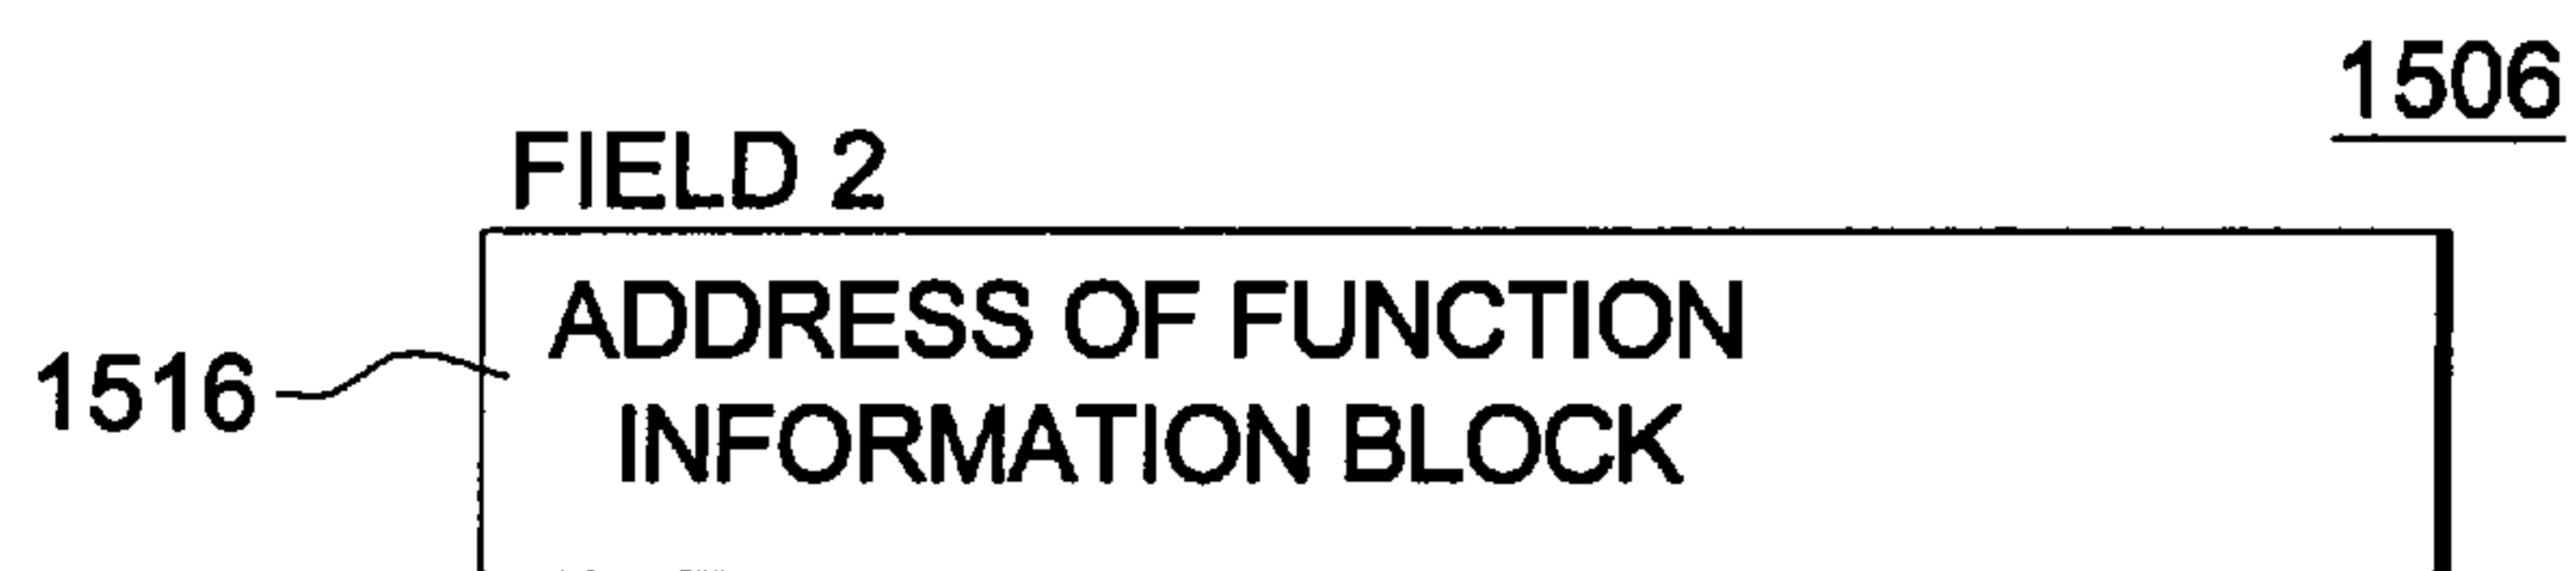 1506
FIELD 2
ADDRESS OF FUNCTION
1516
INFORMATION BLOCK